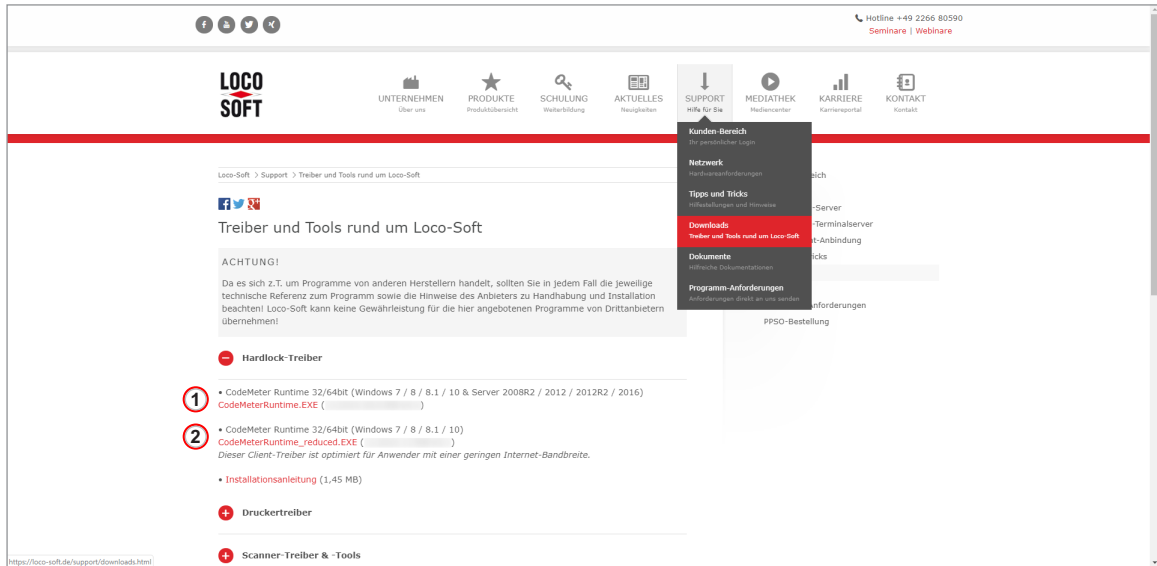 Hotline +49 2266 80590
Seminare | Webinare
LOCO
SOFT
UNTERNEHMEN
Über uns
PRODUKTE
Produktübersicht
SCHULUNG
Weiterbildung
AKTUELLES
Neuigkeiten
SUPPORT
Hilfe für Sie
MEDIATHEK
Mediencenter
KARRIERE
Karriereportal
KONTAKT
Kontakt
Kunden-Bereich
Ihr persönlicher Login
Netzwerk
Hardwareanforderungen
Tipps und Tricks
Hilfestellungen und Hinweise
Downloads
Treiber und Tools rund um Loco-Soft
Dokumente
Hilfreiche Dokumentationen
Programm-Anforderungen
Anforderungen direkt an uns senden
eich
-Server
-Terminalserver
t-Anbindung
icks
nforderungen
PPSO-Bestellung
Loco-Soft > Support > Treiber und Tools rund um Loco-Soft
Treiber und Tools rund um Loco-Soft
ACHTUNG!
Da es sich z.T. um Programme von anderen Herstellern handelt, sollten Sie in jedem Fall die jeweilige
technische Referenz zum Programm sowie die Hinweise des Anbieters zu Handhabung und Installation
beachten! Loco-Soft kann keine Gewährleistung für die hier angebotenen Programme von Drittanbietern
übernehmen!
Hardlock-Treiber
1
• CodeMeter Runtime 32/64bit (Windows 7 / 8 / 8.1 / 10 & Server 2008R2 / 2012 / 2012R2 / 2016)
CodeMeterRuntime.EXE ( )
2
• CodeMeter Runtime 32/64bit (Windows 7 / 8 / 8.1 / 10)
CodeMeterRuntime_reduced.EXE ( )
Dieser Client-Treiber ist optimiert für Anwender mit einer geringen Internet-Bandbreite.
• Installationsanleitung (1,45 MB)
Druckertreiber
Scanner-Treiber & -Tools
https://loco-soft.de/support/downloads.html